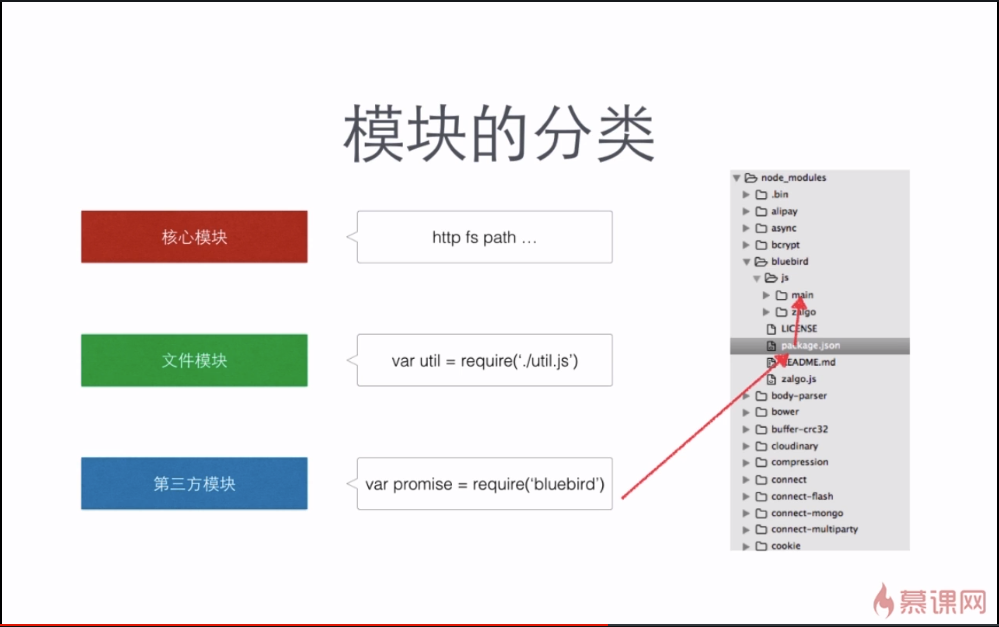 模块的分类
核心模块
http fs path …
文件模块
var util = require(‘./util.js’)
第三方模块
var promise = require(‘bluebird’)
node_modules
.bin
alipay
async
bcrypt
bluebird
js
main
zalgo
LICENSE
package.json
README.md
zalgo.js
body-parser
bower
buffer-crc32
cloudinary
compression
connect
connect-flash
connect-mongo
connect-multiparty
cookie
慕课网